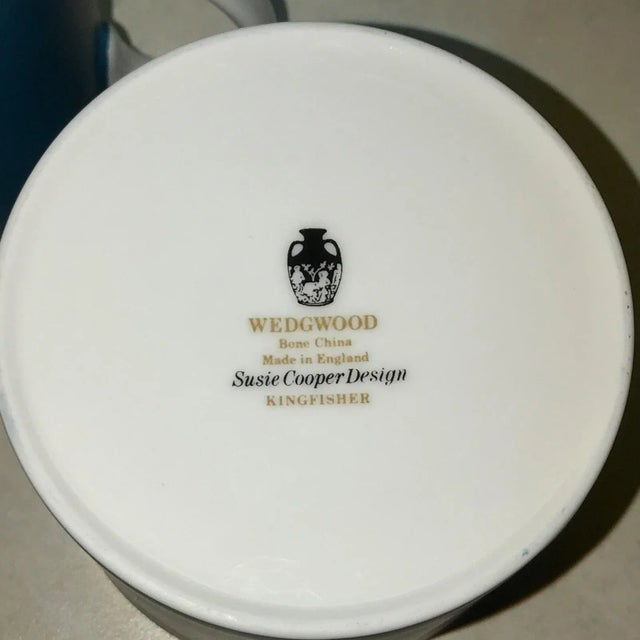 WEDGWOOD
Bone China
Made in England
Susie Cooper Design
KINGFISHER